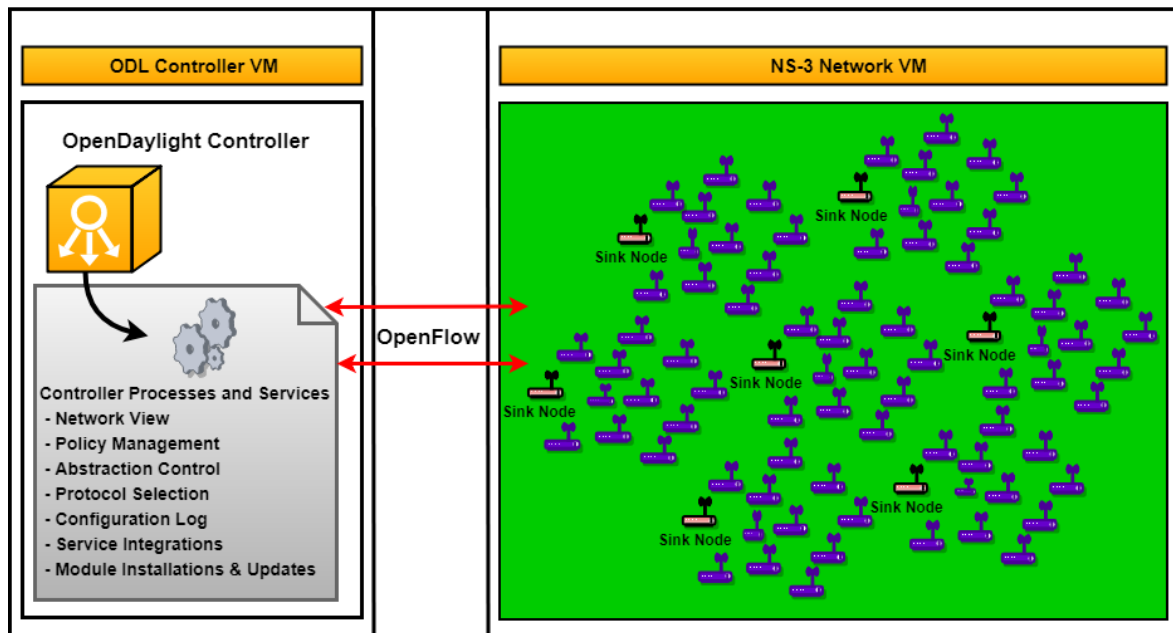 ODL Controller VM
OpenDaylight Controller
Controller Processes and Services
- Network View
- Policy Management
- Abstraction Control
- Protocol Selection
- Configuration Log
- Service Integrations
- Module Installations & Updates
OpenFlow
NS-3 Network VM
Sink Node
Sink Node
Sink Node
Sink Node
Sink Node
Sink Node
Sink Node